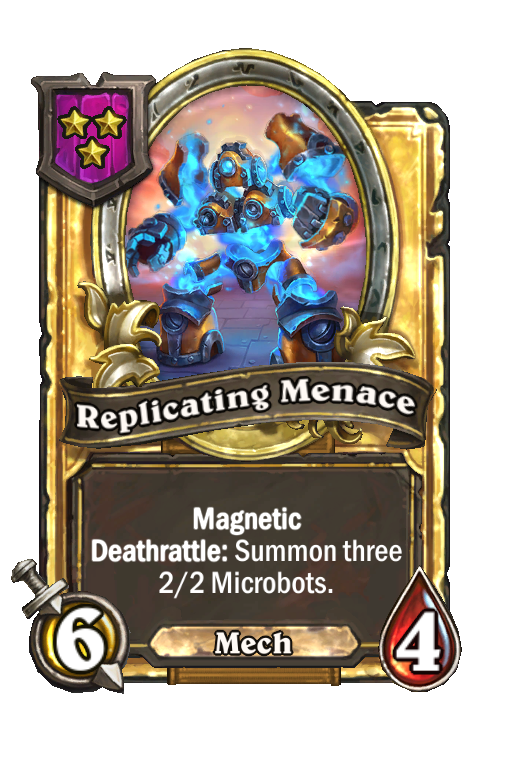 Replicating Menace
Magnetic
Deathrattle: Summon three
2/2 Microbots.
6
Mech
4